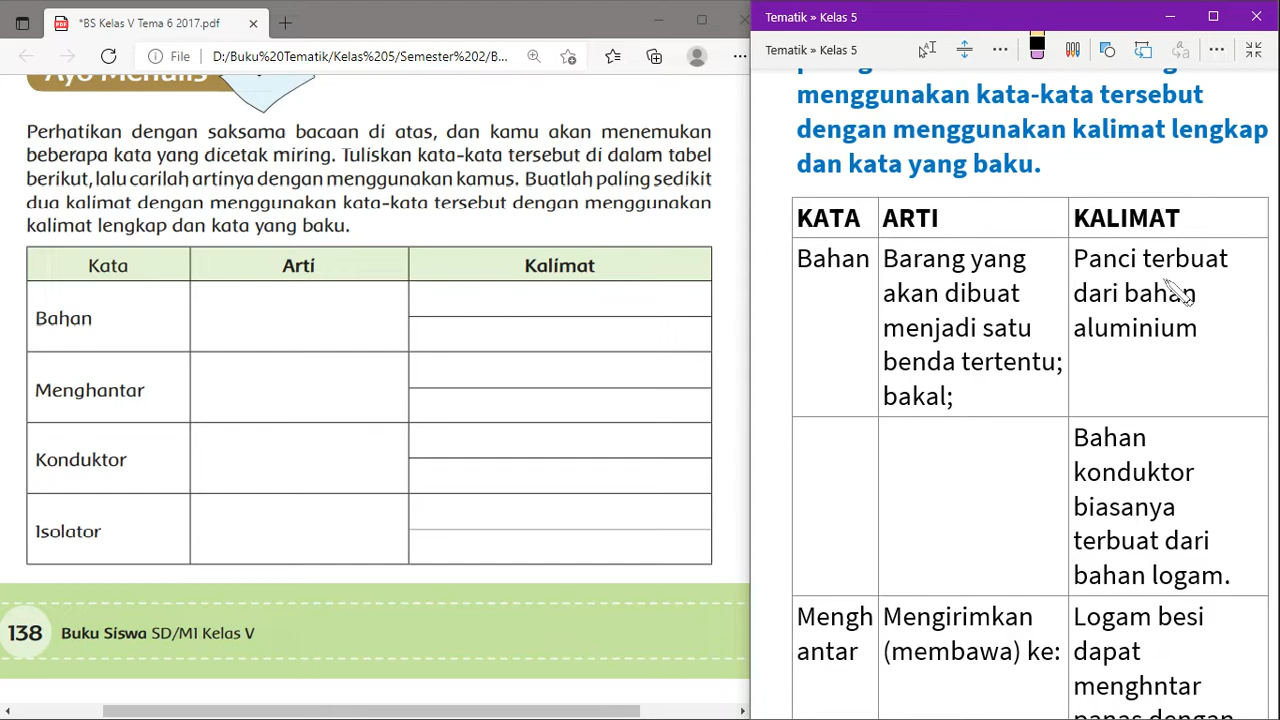 *BS Kelas V Tema 6 2017.pdf
File
D:/Buku%20Tematik/Kelas%205/Semester%202/B...
Perhatikan dengan saksama bacaan di atas, dan kamu akan menemukan
beberapa kata yang dicetak miring. Tuliskan kata-kata tersebut di dalam tabel
berikut, lalu carilah artinya dengan menggunakan kamus. Buatlah paling sedikit
dua kalimat dengan menggunakan kata-kata tersebut dengan menggunakan
kalimat lengkap dan kata yang baku.
Kata Arti Kalimat
Bahan
Menghantar
Konduktor
Isolator
138 Buku Siswa SD/MI Kelas V
Tematik » Kelas 5
Tematik » Kelas 5
menggunakan kata-kata tersebut
dengan menggunakan kalimat lengkap
dan kata yang baku.
KATA ARTI KALIMAT
Bahan Barang yang Panci terbuat
akan dibuat dari bahan
menjadi satu aluminium
benda tertentu;
bakal;
Bahan
konduktor
biasanya
terbuat dari
bahan logam.
Mengh Mengirimkan Logam besi
antar (membawa) ke: dapat
menghntar
panas dengan